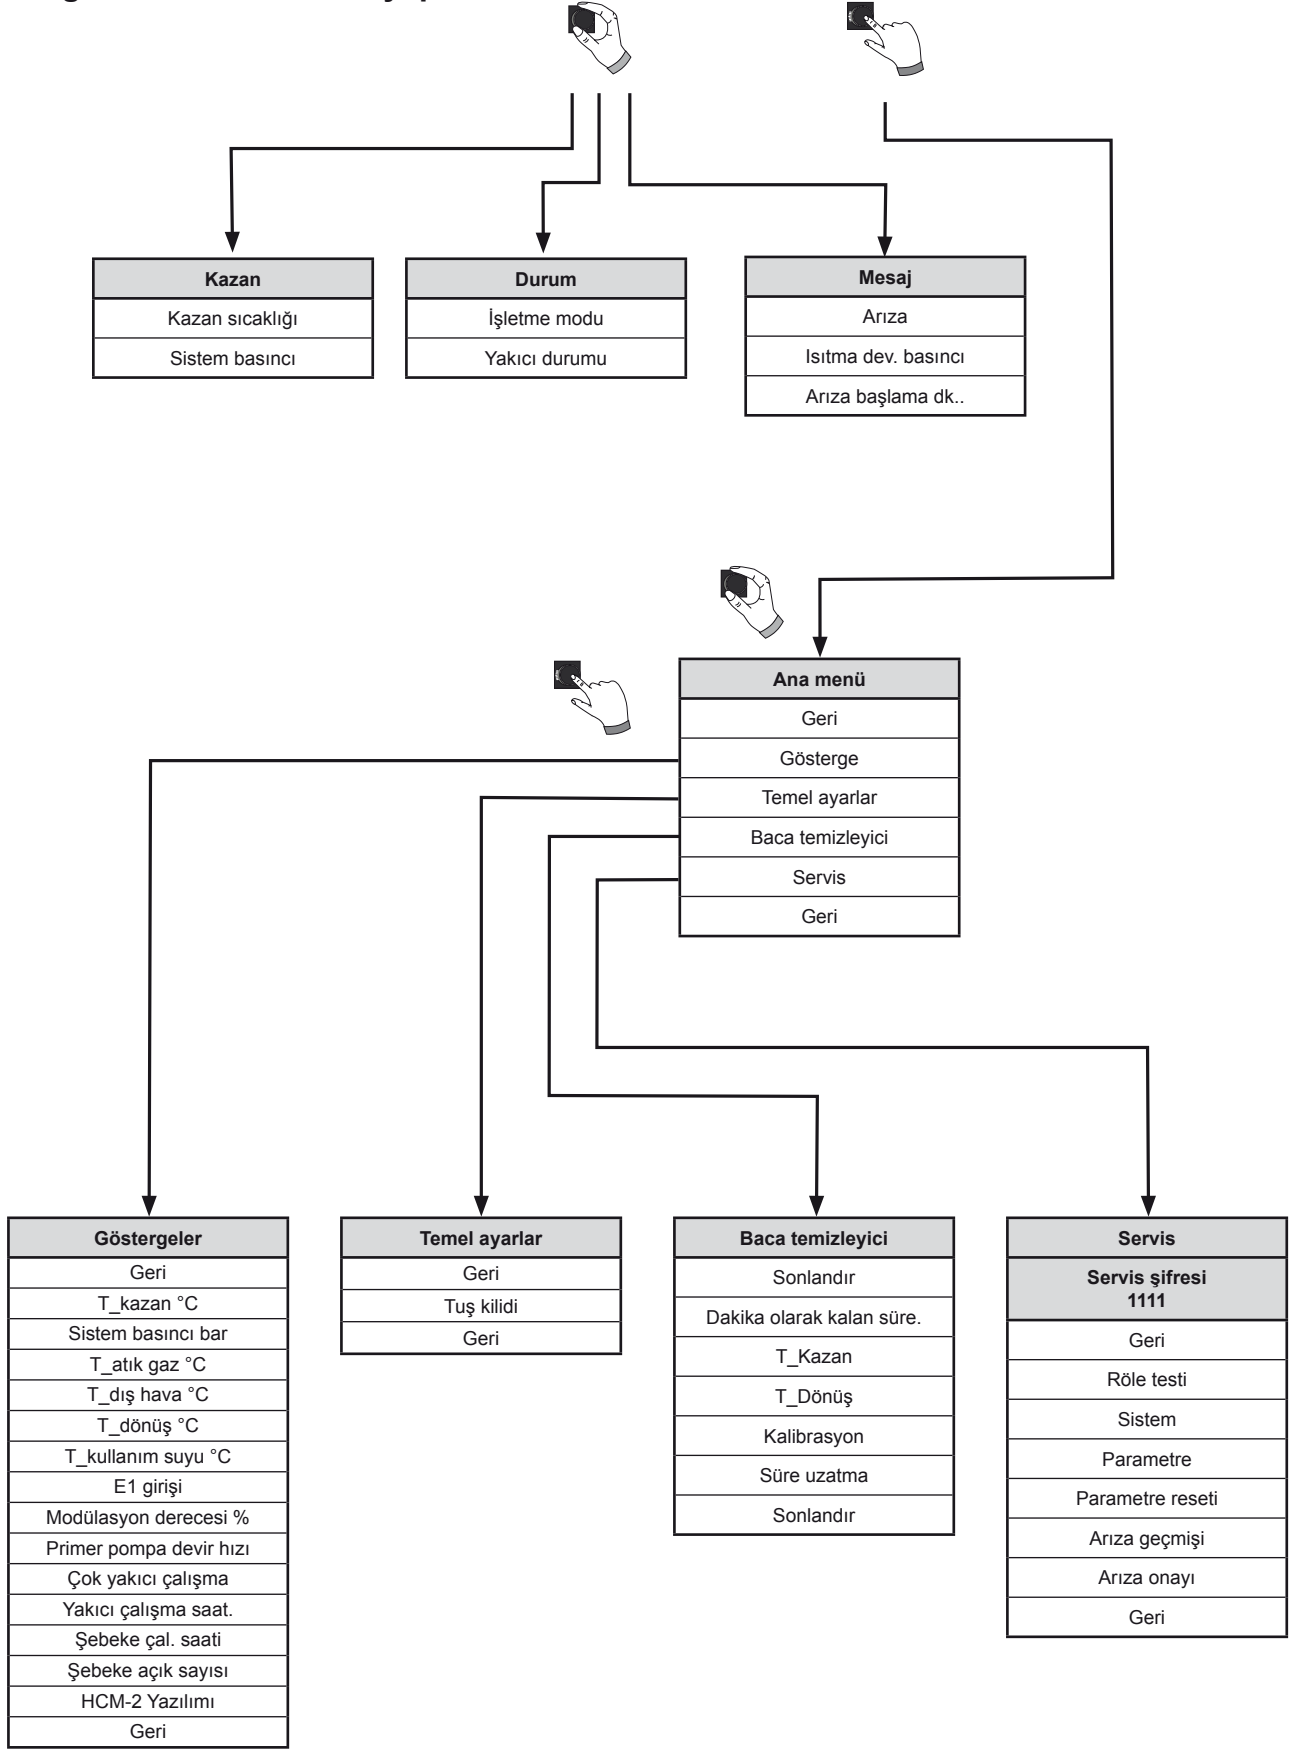 Kazan
Kazan sıcaklığı
Sistem basıncı
Durum
İşletme modu
Yakıcı durumu
Mesaj
Arıza
Isıtma dev. basıncı
Arıza başlama dk..
Ana menü
Geri
Gösterge
Temel ayarlar
Baca temizleyici
Servis
Geri
Göstergeler
Geri
T_kazan °C
Sistem basıncı bar
T_atık gaz °C
T_dış hava °C
T_dönüş °C
T_kullanım suyu °C
E1 girişi
Modülasyon derecesi %
Primer pompa devir hızı
Çok yakıcı çalışma
Yakıcı çalışma saat.
Şebeke çal. saati
Şebeke açık sayısı
HCM-2 Yazılımı
Geri
Temel ayarlar
Geri
Tuş kilidi
Geri
Baca temizleyici
Sonlandır
Dakika olarak kalan süre.
T_Kazan
T_Dönüş
Kalibrasyon
Süre uzatma
Sonlandır
Servis
Servis şifresi
1111
Geri
Röle testi
Sistem
Parametre
Parametre reseti
Arıza geçmişi
Arıza onayı
Geri